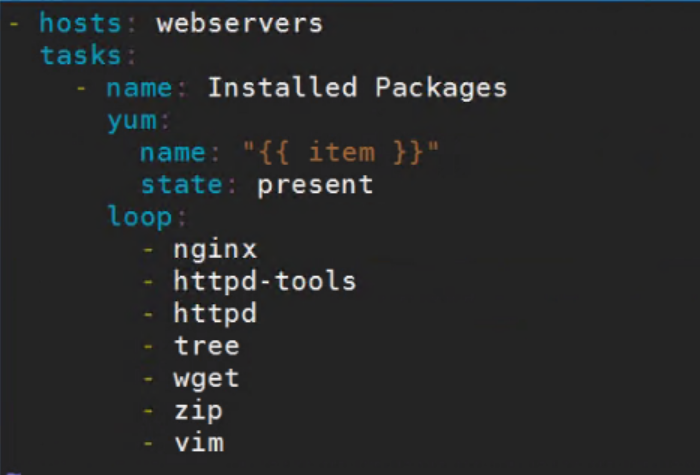 - hosts: webservers
  tasks:
    - name: Installed Packages
      yum:
        name: "{{ item }}"
        state: present
      loop:
        - nginx
        - httpd-tools
        - httpd
        - tree
        - wget
        - zip
        - vim
~